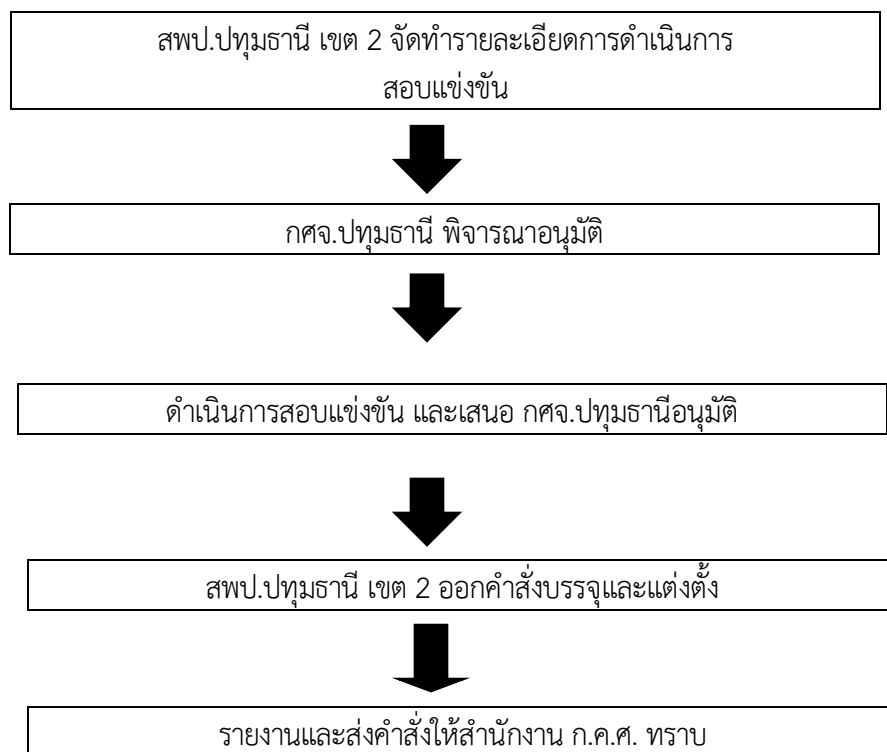 สพป.ปทุมธานี เขต 2 จัดทำรายละเอียดการดำเนินการ
สอบแข่งขัน
กศจ.ปทุมธานี พิจารณาอนุมัติ
ดำเนินการสอบแข่งขัน และเสนอ กศจ.ปทุมธานีอนุมัติ
สพป.ปทุมธานี เขต 2 ออกคำสั่งบรรจุและแต่งตั้ง
รายงานและส่งคำสั่งให้สำนักงาน ก.ค.ศ. ทราบ